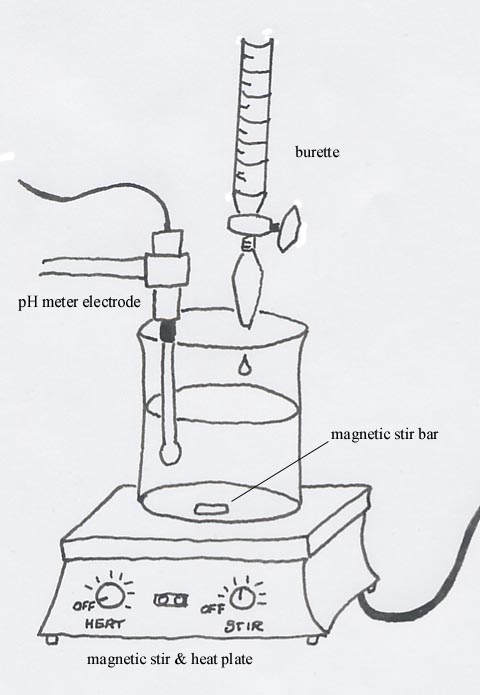 burette
pH meter electrode
magnetic stir bar
OFF
HEAT
OFF
STIR
magnetic stir & heat plate